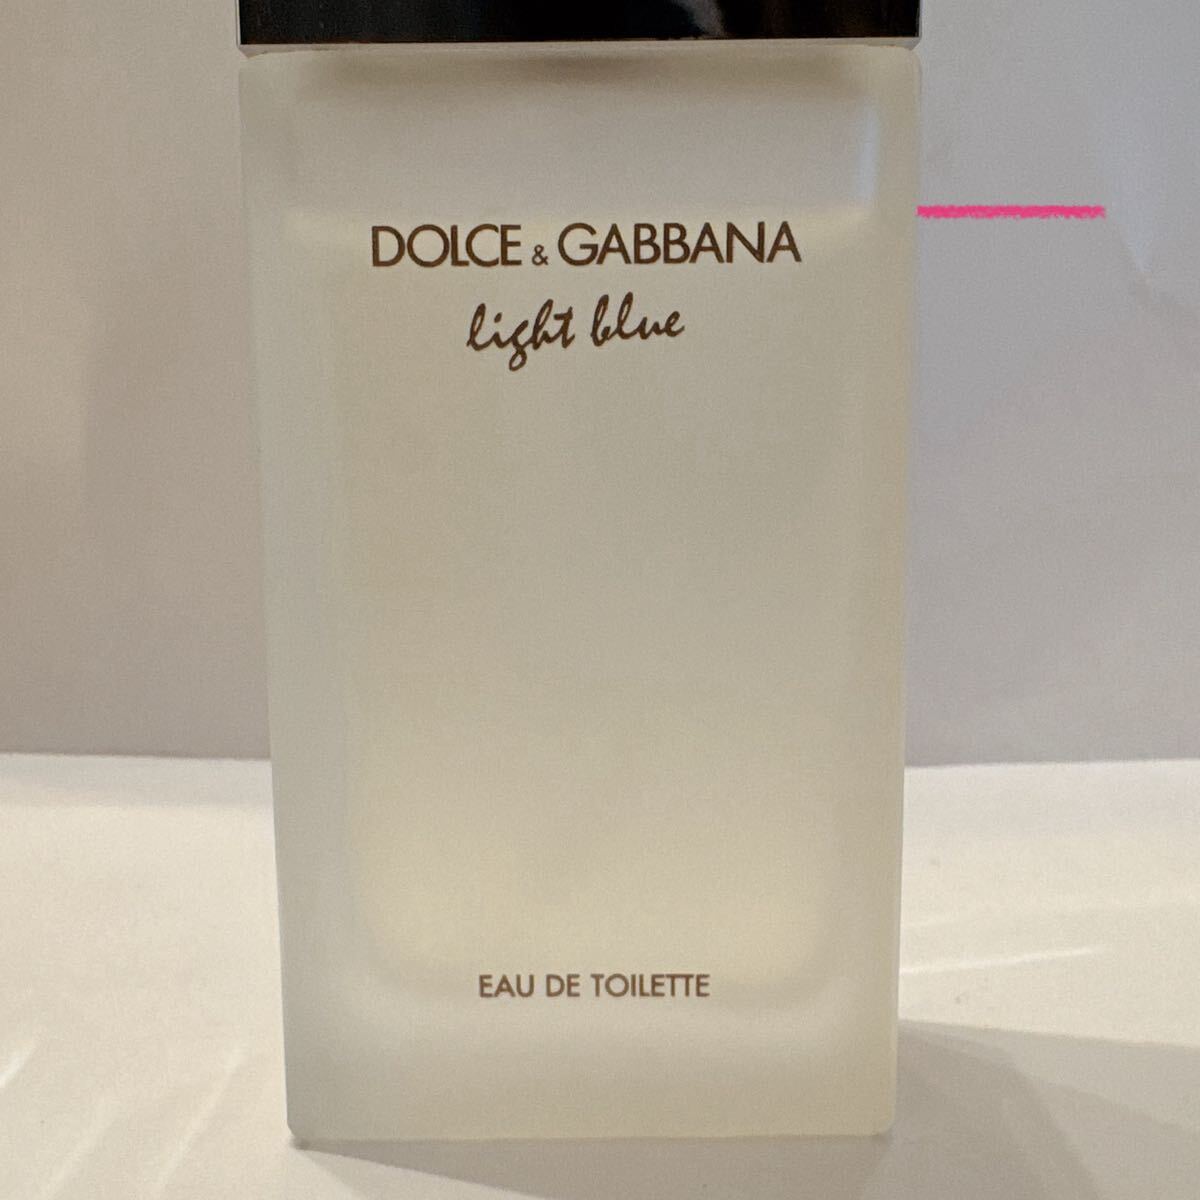 DOLCE & GABBANA
light blue
EAU DE TOILETTE